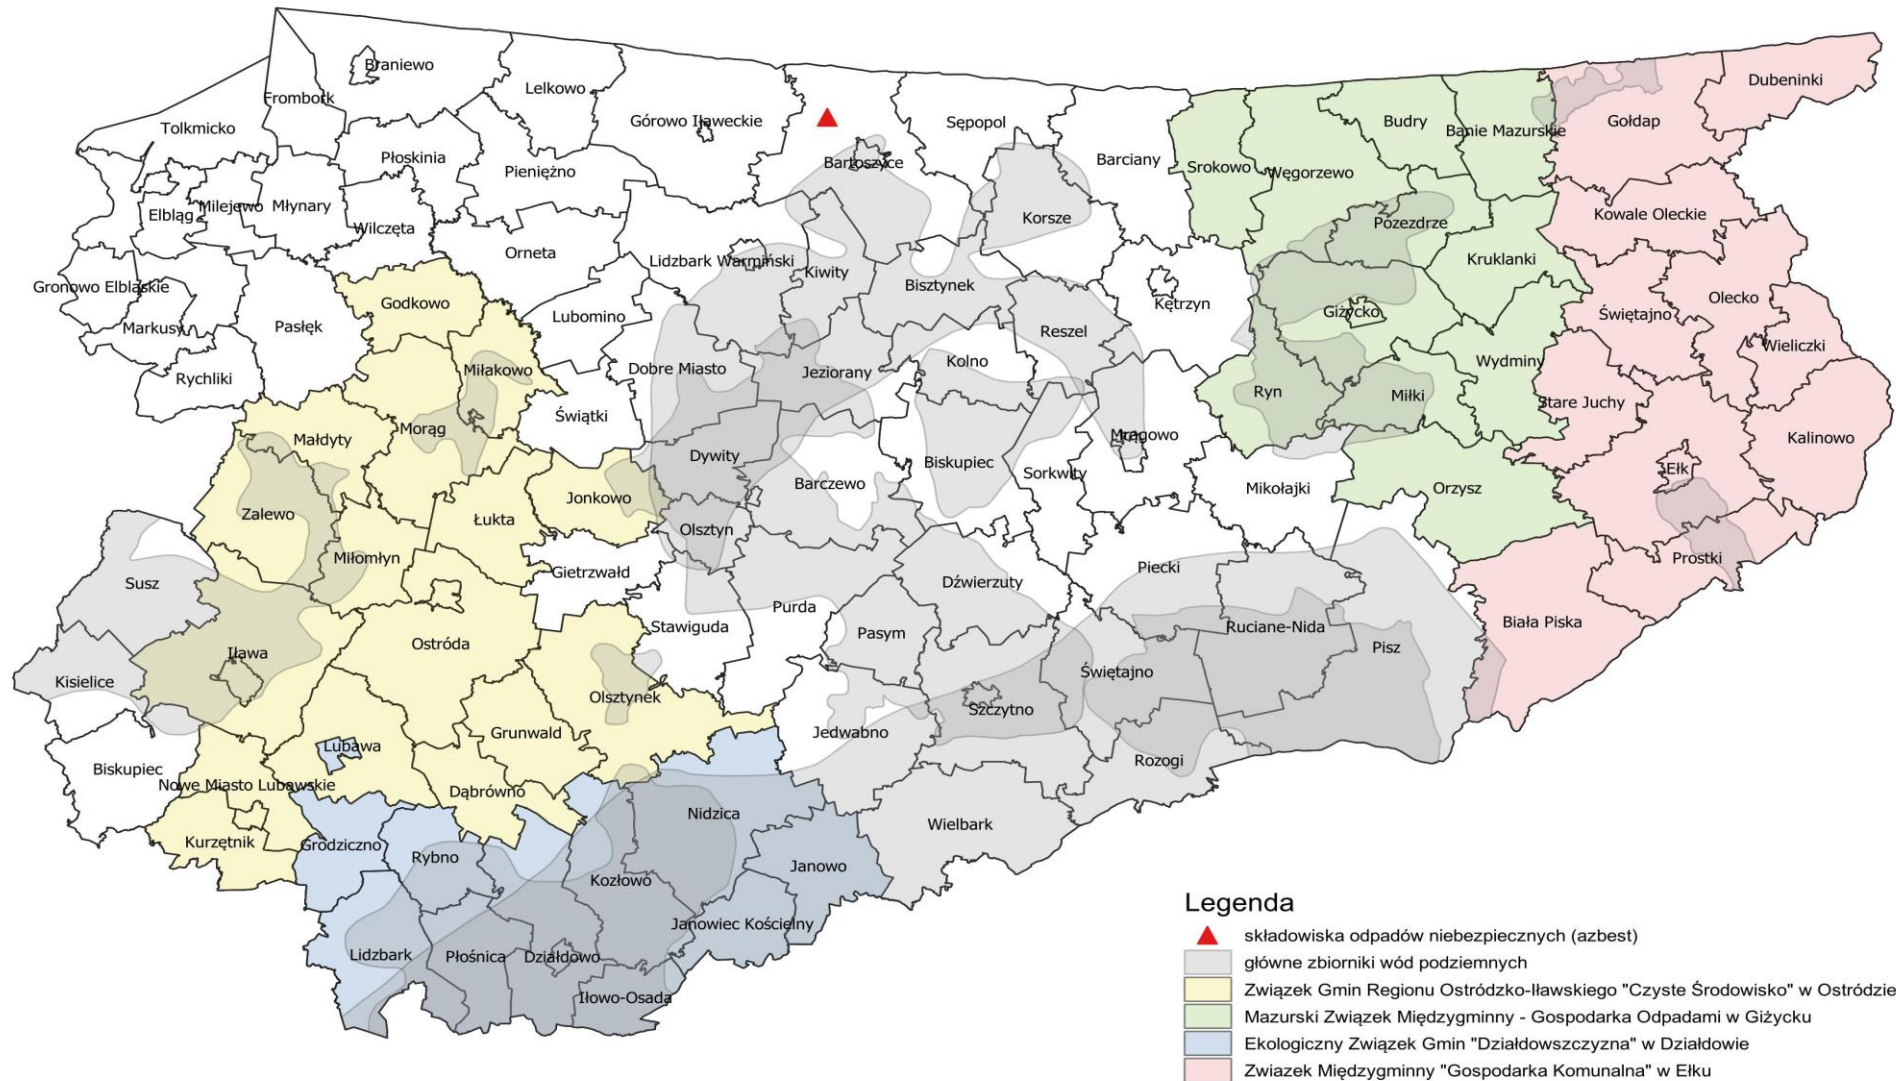 Braniewo
Lelkowo
Dubeninki
Frombork
Górowo Iławeckie
Sępopol
Budry
Banie Mazurskie
Gołdap
Tolkmicko
Płoskinia
Pieniężno
Bartoszyce
Barciany
Srokowo
Węgorzewo
Elbląg
Milejewo
Młynary
Wilczęta
Korsze
Pozezdrze
Kowale Oleckie
Orneta
Lidzbark Warmiński
Kiwity
Bisztynek
Kruklanki
Gronowo Elbląskie
Godkowo
Kętrzyn
Olecko
Markusy
Pasłęk
Lubomino
Reszel
Giżycko
Świętajno
Rychliki
Miłakowo
Dobre Miasto
Jeziorany
Kolno
Wydminy
Wieliczki
Świątki
Ryn
Miłki
Stare Juchy
Małdyty
Morąg
Dywity
Biskupiec
Mrągowo
Kalinowo
Zalewo
Łukta
Jonkowo
Barczewo
Sorkwity
Mikołajki
Orzysz
Ełk
Olsztyn
Susz
Miłomłyn
Gietrzwałd
Dźwierzuty
Piecki
Prostki
Purda
Stawiguda
Pasym
Ruciane-Nida
Biała Piska
Iława
Ostróda
Pisz
Kisielice
Olsztynek
Świętajno
Szczytno
Lubawa
Grunwald
Jedwabno
Biskupiec
Nowe Miasto Lubawskie
Dąbrówno
Rozogi
Nidzica
Wielbark
Kurzętnik
Grodziczno
Rybno
Kozłowo
Janowo
Janowiec Kościelny
Lidzbark
Płośnica
Działdowo
Iłowo-Osada
Legenda
składowiska odpadów niebezpiecznych (azbest)
główne zbiorniki wód podziemnych
Związek Gmin Regionu Ostródzko-Iławskiego "Czyste Środowisko" w Ostródzie
Mazurski Związek Międzygminny - Gospodarka Odpadami w Giżycku
Ekologiczny Związek Gmin "Działdowszczyzna" w Działdowie
Zwiazek Międzygminny "Gospodarka Komunalna" w Ełku